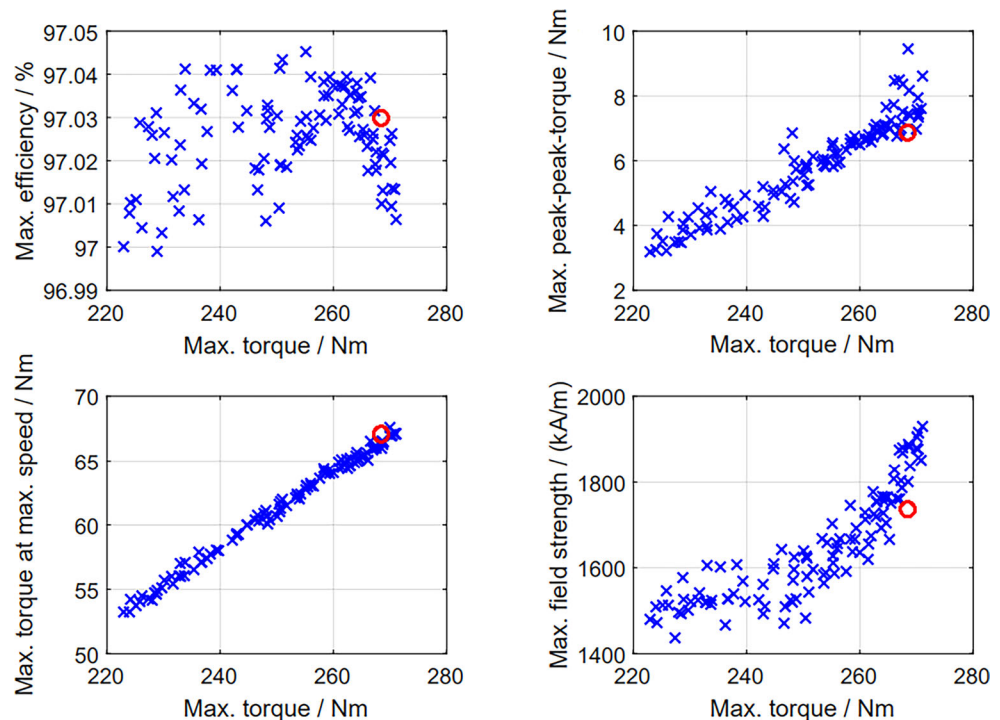 Max. efficiency / %
97.05
97.04
97.03
97.02
97.01
97
96.99
220 240 260 280
Max. torque / Nm
Max. peak-peak-torque / Nm
10
8
6
4
2
220 240 260 280
Max. torque / Nm
Max. torque at max. speed / Nm
70
65
60
55
50
220 240 260 280
Max. torque / Nm
Max. field strength / (kA/m)
2000
1800
1600
1400
220 240 260 280
Max. torque / Nm